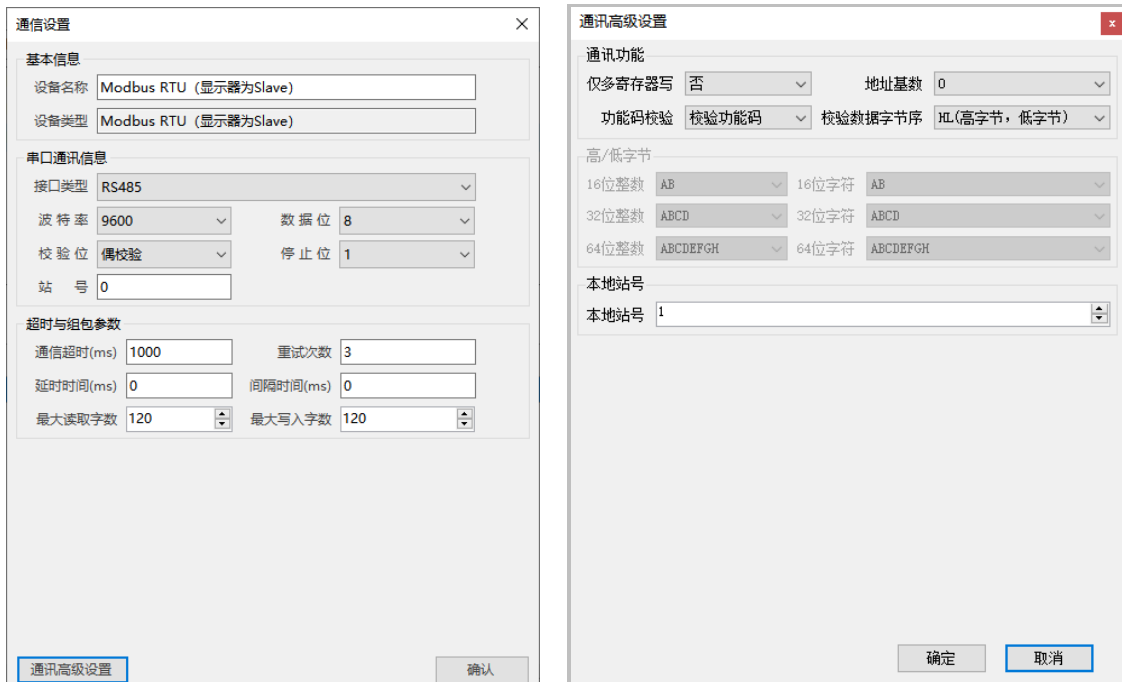 通信设置
基本信息
设备名称 Modbus RTU（显示器为Slave）
设备类型 Modbus RTU（显示器为Slave）
串口通讯信息
接口类型 RS485
波特率 9600 数据位 8
校验位 偶校验 停止位 1
站 号 0
超时与组包参数
通信超时(ms) 1000 重试次数 3
延时时间(ms) 0 间隔时间(ms) 0
最大读取字数 120 最大写入字数 120
通讯高级设置 确认
通讯高级设置
通讯功能
仅多寄存器写 否 地址基数 0
功能码校验 校验功能码 校验数据字节序 HL(高字节，低字节)
高/低字节
16位整数 AB 16位字符 AB
32位整数 ABCD 32位字符 ABCD
64位整数 ABCDEFGH 64位字符 ABCDEFGH
本地站号
本地站号 1
确定 取消